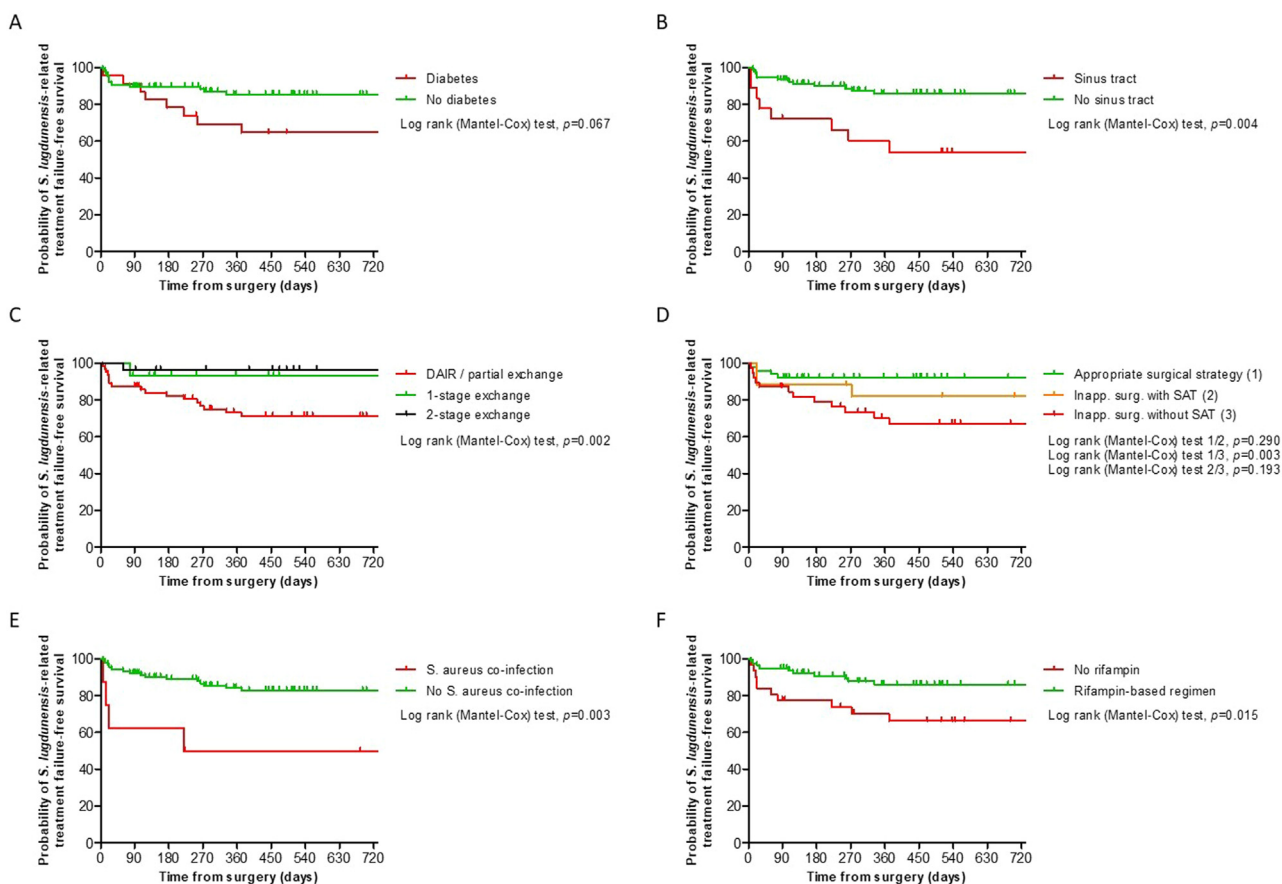 A
Probability of S. lugdunensis-related
treatment failure-free survival
100
80
60
40
20
0
0 90 180 270 360 450 540 630 720
Time from surgery (days)
Diabetes
No diabetes
Log rank (Mantel-Cox) test, p=0.067
B
Probability of S. lugdunensis-related
treatment failure-free survival
100
80
60
40
20
0
0 90 180 270 360 450 540 630 720
Time from surgery (days)
Sinus tract
No sinus tract
Log rank (Mantel-Cox) test, p=0.004
C
Probability of S. lugdunensis-related
treatment failure-free survival
100
80
60
40
20
0
0 90 180 270 360 450 540 630 720
Time from surgery (days)
DAIR / partial exchange
1-stage exchange
2-stage exchange
Log rank (Mantel-Cox) test, p=0.002
D
Probability of S. lugdunensis-related
treatment failure-free survival
100
80
60
40
20
0
0 90 180 270 360 450 540 630 720
Time from surgery (days)
Appropriate surgical strategy (1)
Inapp. surg. with SAT (2)
Inapp. surg. without SAT (3)
Log rank (Mantel-Cox) test 1/2, p=0.290
Log rank (Mantel-Cox) test 1/3, p=0.003
Log rank (Mantel-Cox) test 2/3, p=0.193
E
Probability of S. lugdunensis-related
treatment failure-free survival
100
80
60
40
20
0
0 90 180 270 360 450 540 630 720
Time from surgery (days)
S. aureus co-infection
No S. aureus co-infection
Log rank (Mantel-Cox) test, p=0.003
F
Probability of S. lugdunensis-related
treatment failure-free survival
100
80
60
40
20
0
0 90 180 270 360 450 540 630 720
Time from surgery (days)
No rifampin
Rifampin-based regimen
Log rank (Mantel-Cox) test, p=0.015